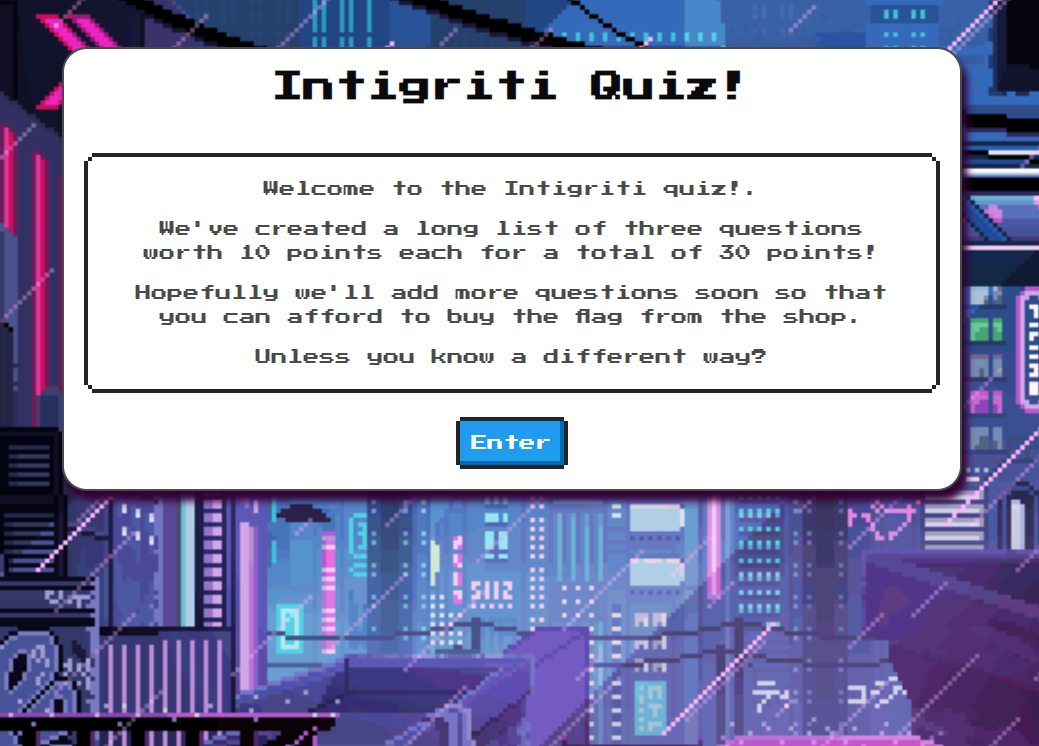 Intigriti Quiz!
Welcome to the Intigriti quiz!.
We've created a long list of three questions
worth 10 points each for a total of 30 points!
Hopefully we'll add more questions soon so that
you can afford to buy the flag from the shop.
Unless you know a different way?
Enter